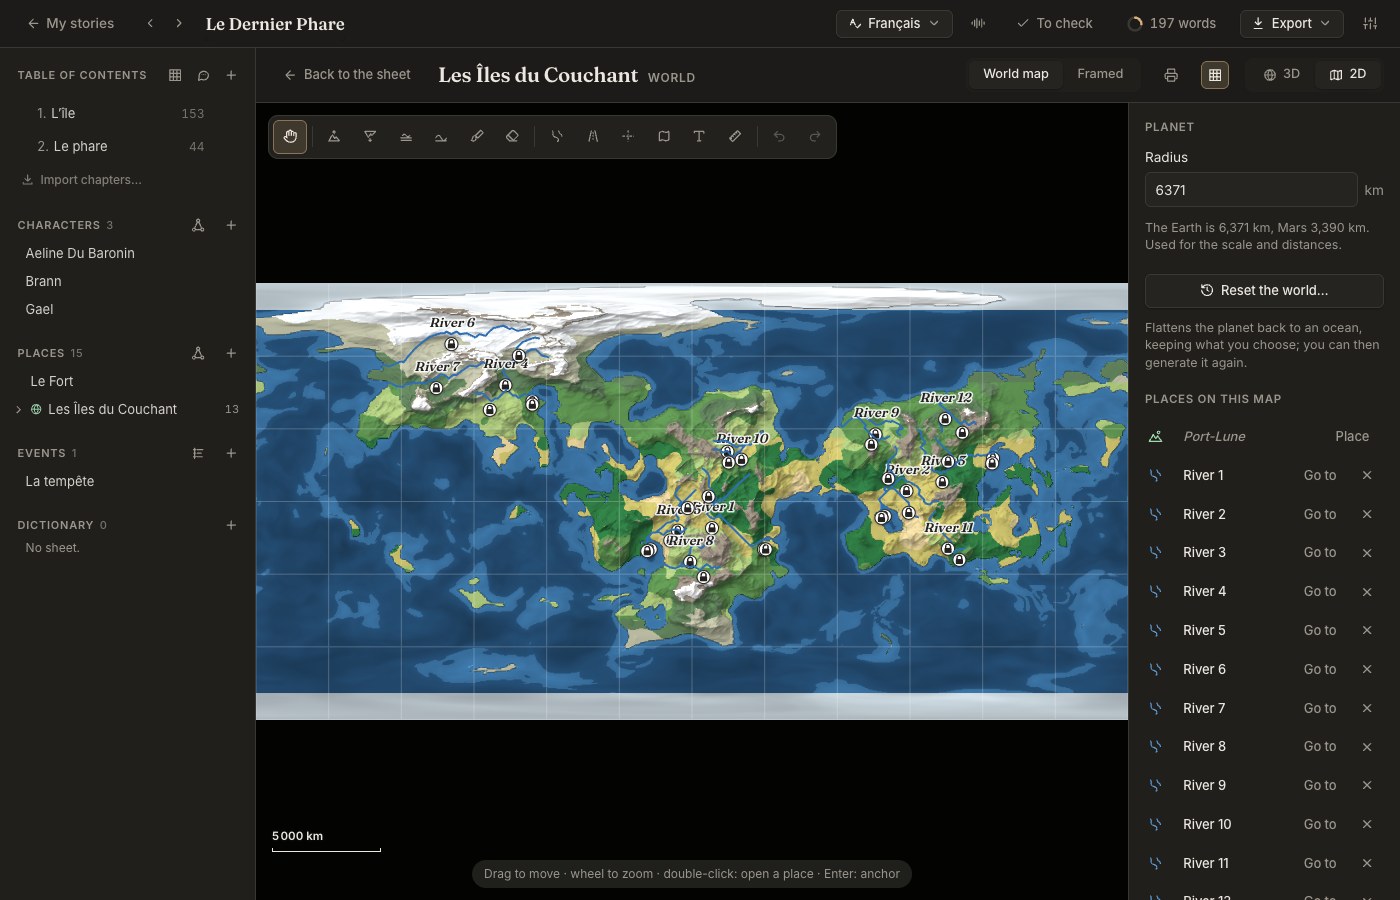 My stories
Le Dernier Phare
Français
To check
197 words
Export
TABLE OF CONTENTS
1. L'île 153
2. Le phare 44
Import chapters...
CHARACTERS 3
Aeline Du Baronin
Brann
Gael
PLACES 15
Le Fort
Les Îles du Couchant 13
EVENTS 1
La tempête
DICTIONARY 0
No sheet.
Back to the sheet
Les Îles du Couchant WORLD
World map
Framed
3D
2D
River 6
River 7
River 4
River 10
River 9
River 12
River 2
River 8
River 11
5 000 km
Drag to move · wheel to zoom · double-click: open a place · Enter: anchor
PLANET
Radius
6371 km
The Earth is 6,371 km, Mars 3,390 km.
Used for the scale and distances.
Reset the world...
Flattens the planet back to an ocean,
keeping what you choose; you can then
generate it again.
PLACES ON THIS MAP
Port-Lune Place
River 1 Go to
River 2 Go to
River 3 Go to
River 4 Go to
River 5 Go to
River 6 Go to
River 7 Go to
River 8 Go to
River 9 Go to
River 10 Go to
River 11 Go to